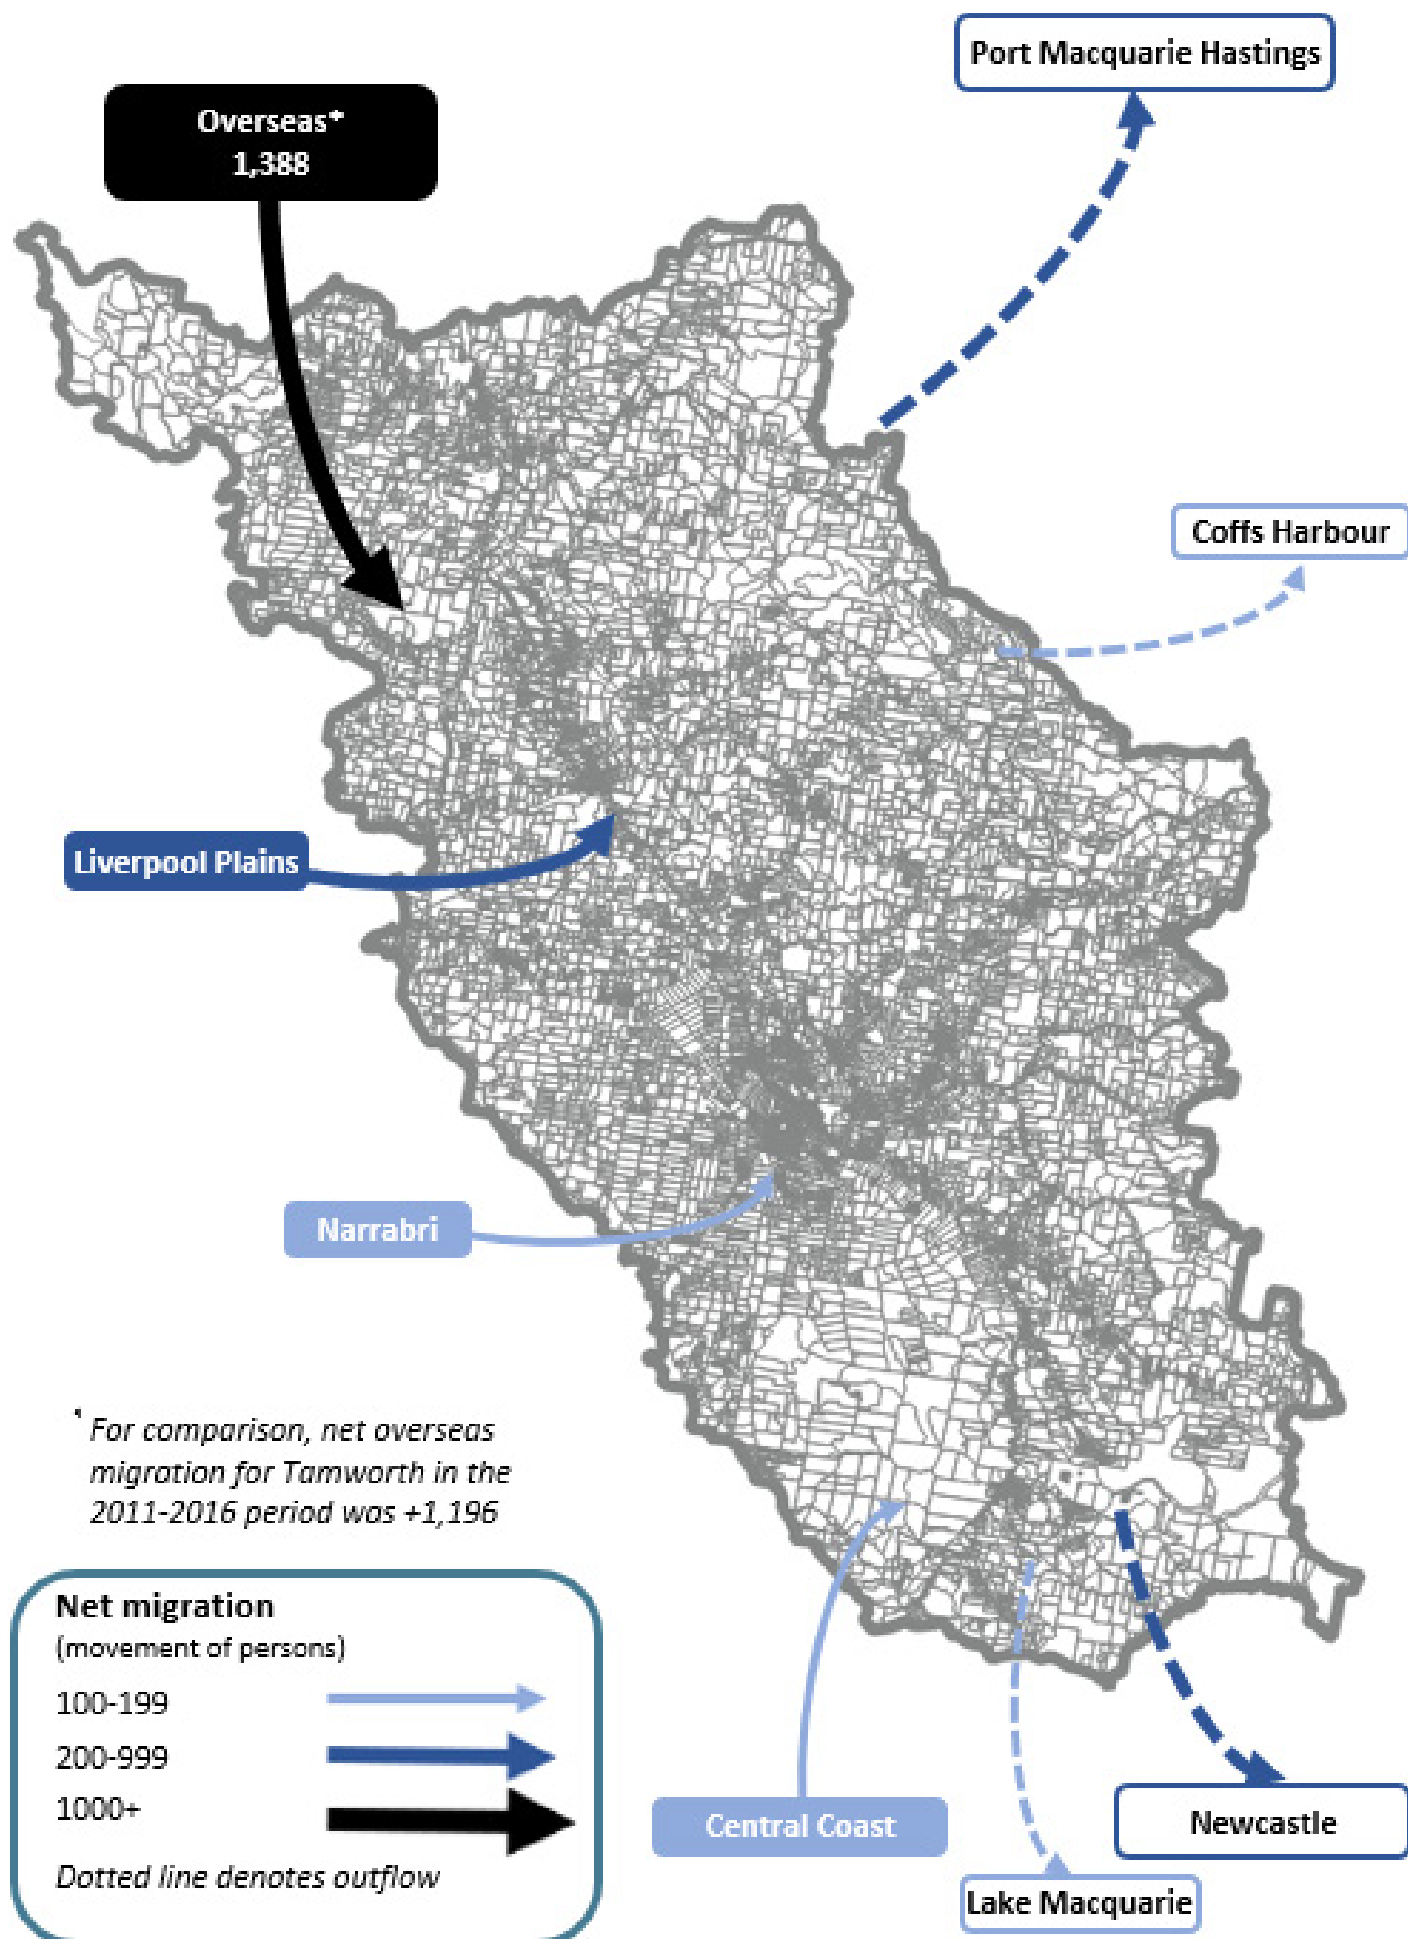 Port Macquarie Hastings
Overseas*
1,388
Coffs Harbour
Liverpool Plains
Narrabri
* For comparison, net overseas
migration for Tamworth in the
2011-2016 period was +1,196
Net migration
(movement of persons)
100-199
200-999
1000+
Dotted line denotes outflow
Central Coast
Newcastle
Lake Macquarie